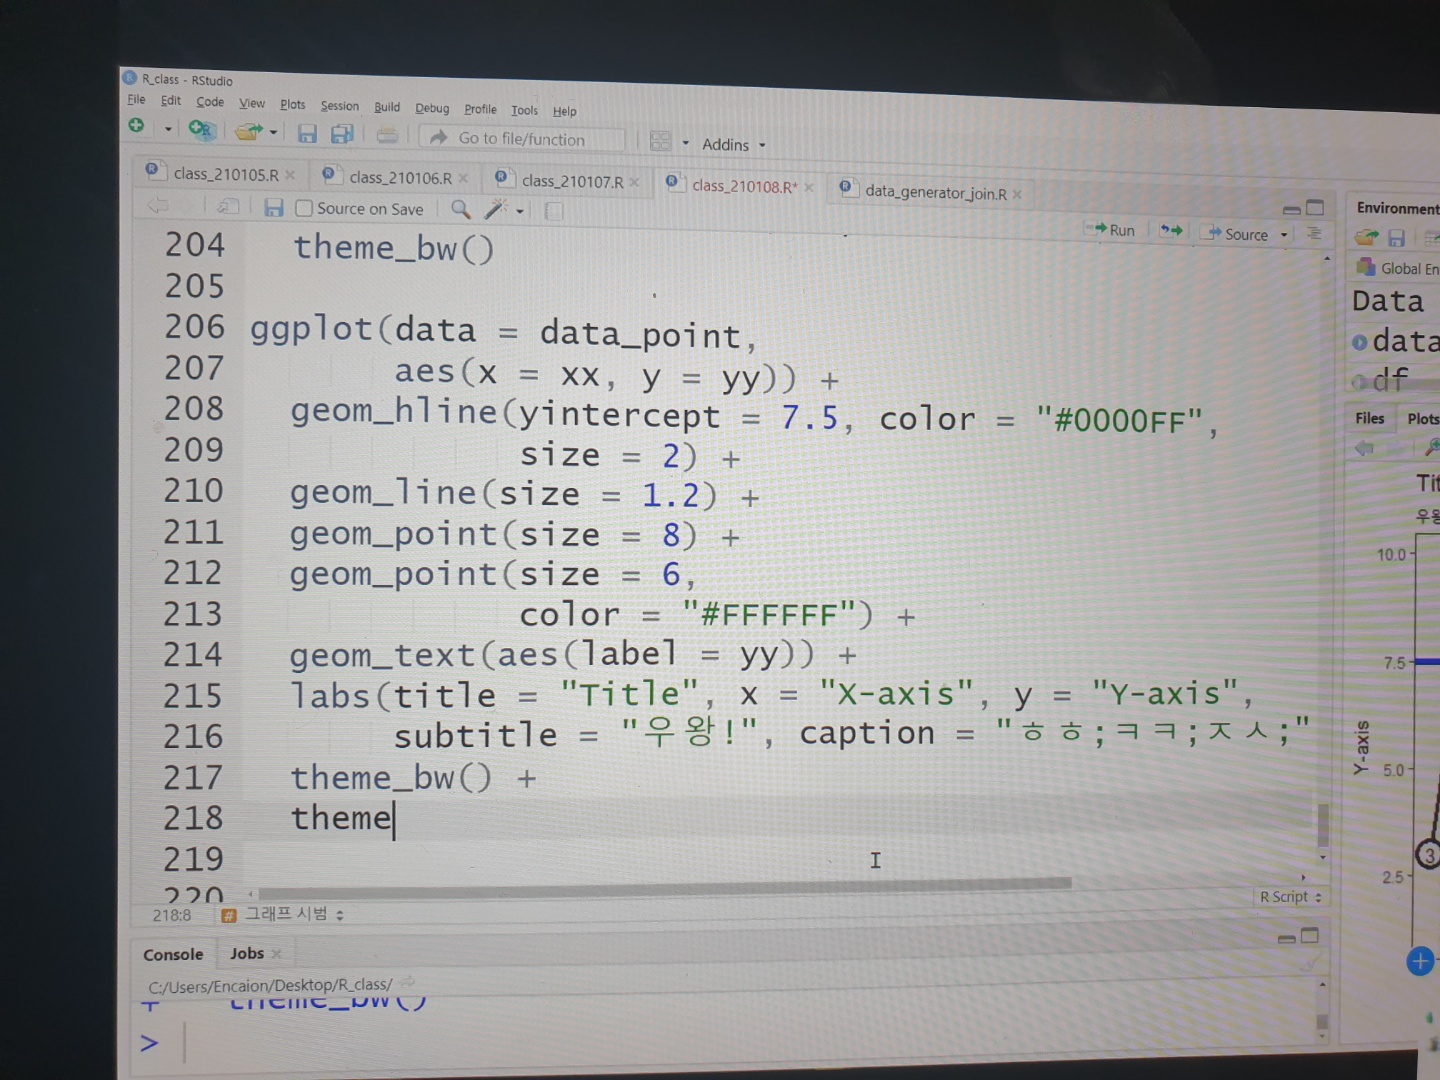 R_class - RStudio
File Edit Code View Plots Session Build Debug Profile Tools Help
Go to file/function Addins
class_210105.R class_210106.R class_210107.R class_210108.R* data_generator_join.R
Source on Save Run Source
204 theme_bw()
205
206 ggplot(data = data_point,
207 aes(x = xx, y = yy)) +
208 geom_hline(yintercept = 7.5, color = "#0000FF",
209 size = 2) +
210 geom_line(size = 1.2) +
211 geom_point(size = 8) +
212 geom_point(size = 6,
213 color = "#FFFFFF") +
214 geom_text(aes(label = yy)) +
215 labs(title = "Title", x = "X-axis", y = "Y-axis",
216 subtitle = "우왕!", caption = "ㅎㅎ;ㅋㅋ;ㅈㅅ;"
217 theme_bw() +
218 theme
219
220
218:8 # 그래프 시범 R Script
Console Jobs
C:/Users/Encaion/Desktop/R_class/
+ theme_bw()
>
Environment
Global En
Data
data
df
Files Plots
Tit
우왕
10.0
7.5
Y-axis
5.0
3
2.5